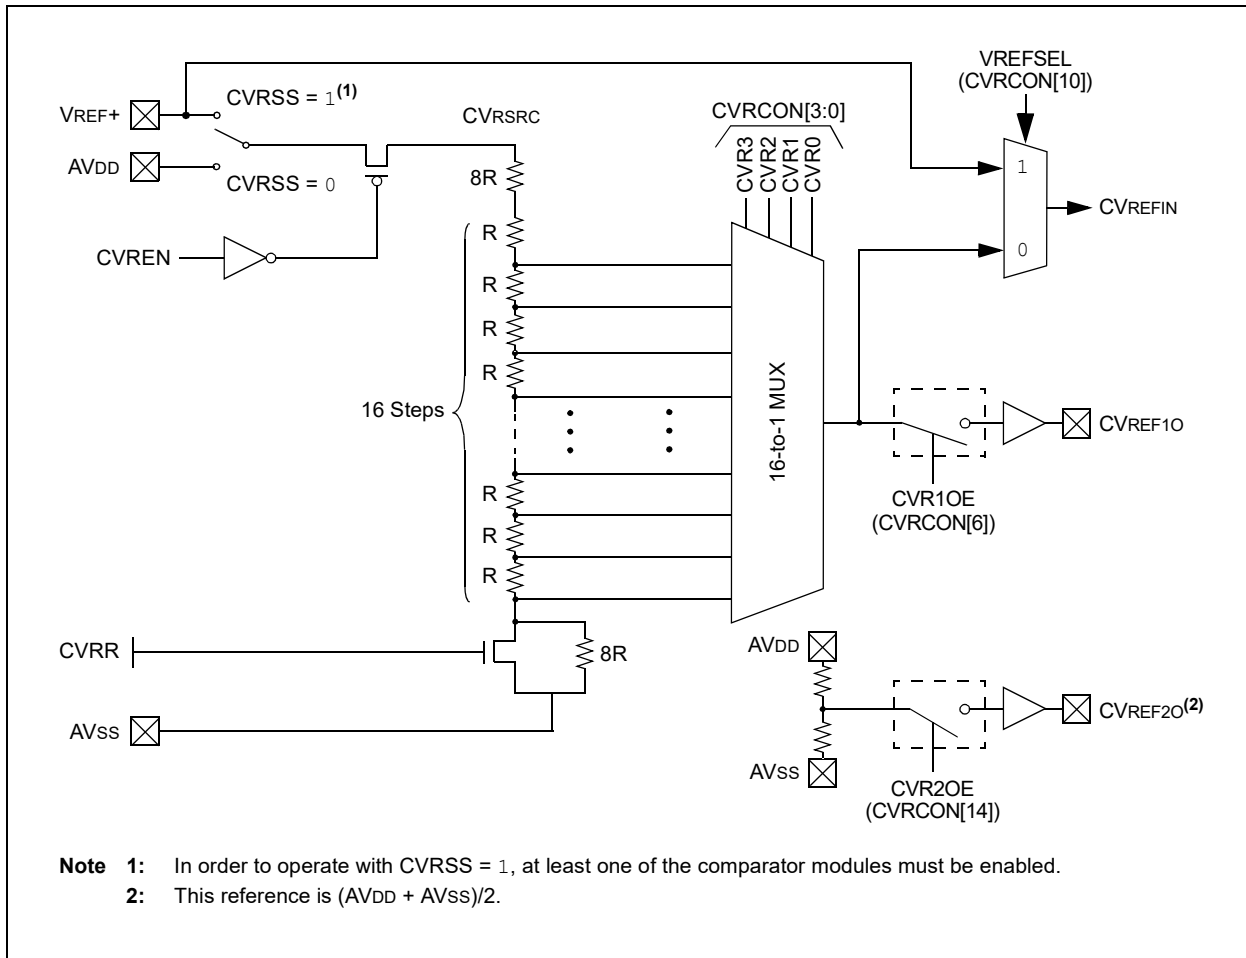 VREFSEL
(CVRCON[10])
CVRSS = 1(1)
VREF+
CVRSRC
CVRCON[3:0]
CVR3
CVR2
CVR1
CVR0
AVDD
CVRSS = 0
8R
1
CVREFIN
CVREN
R
0
R
R
R
16 Steps
16-to-1 MUX
CVREF1O
R
CVR1OE
(CVRCON[6])
R
R
CVRR
8R
AVDD
AVSS
CVREF2O(2)
AVSS
CVR2OE
(CVRCON[14])
Note 1: In order to operate with CVRSS = 1, at least one of the comparator modules must be enabled.
2: This reference is (AVDD + AVSS)/2.